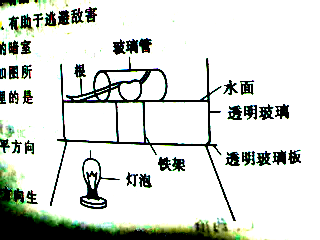 有助于逃避敌害
的暗室
如图所
理的是
平方向
向生
玻璃管
根
水面
透明玻璃
透明玻璃板
铁架
灯泡